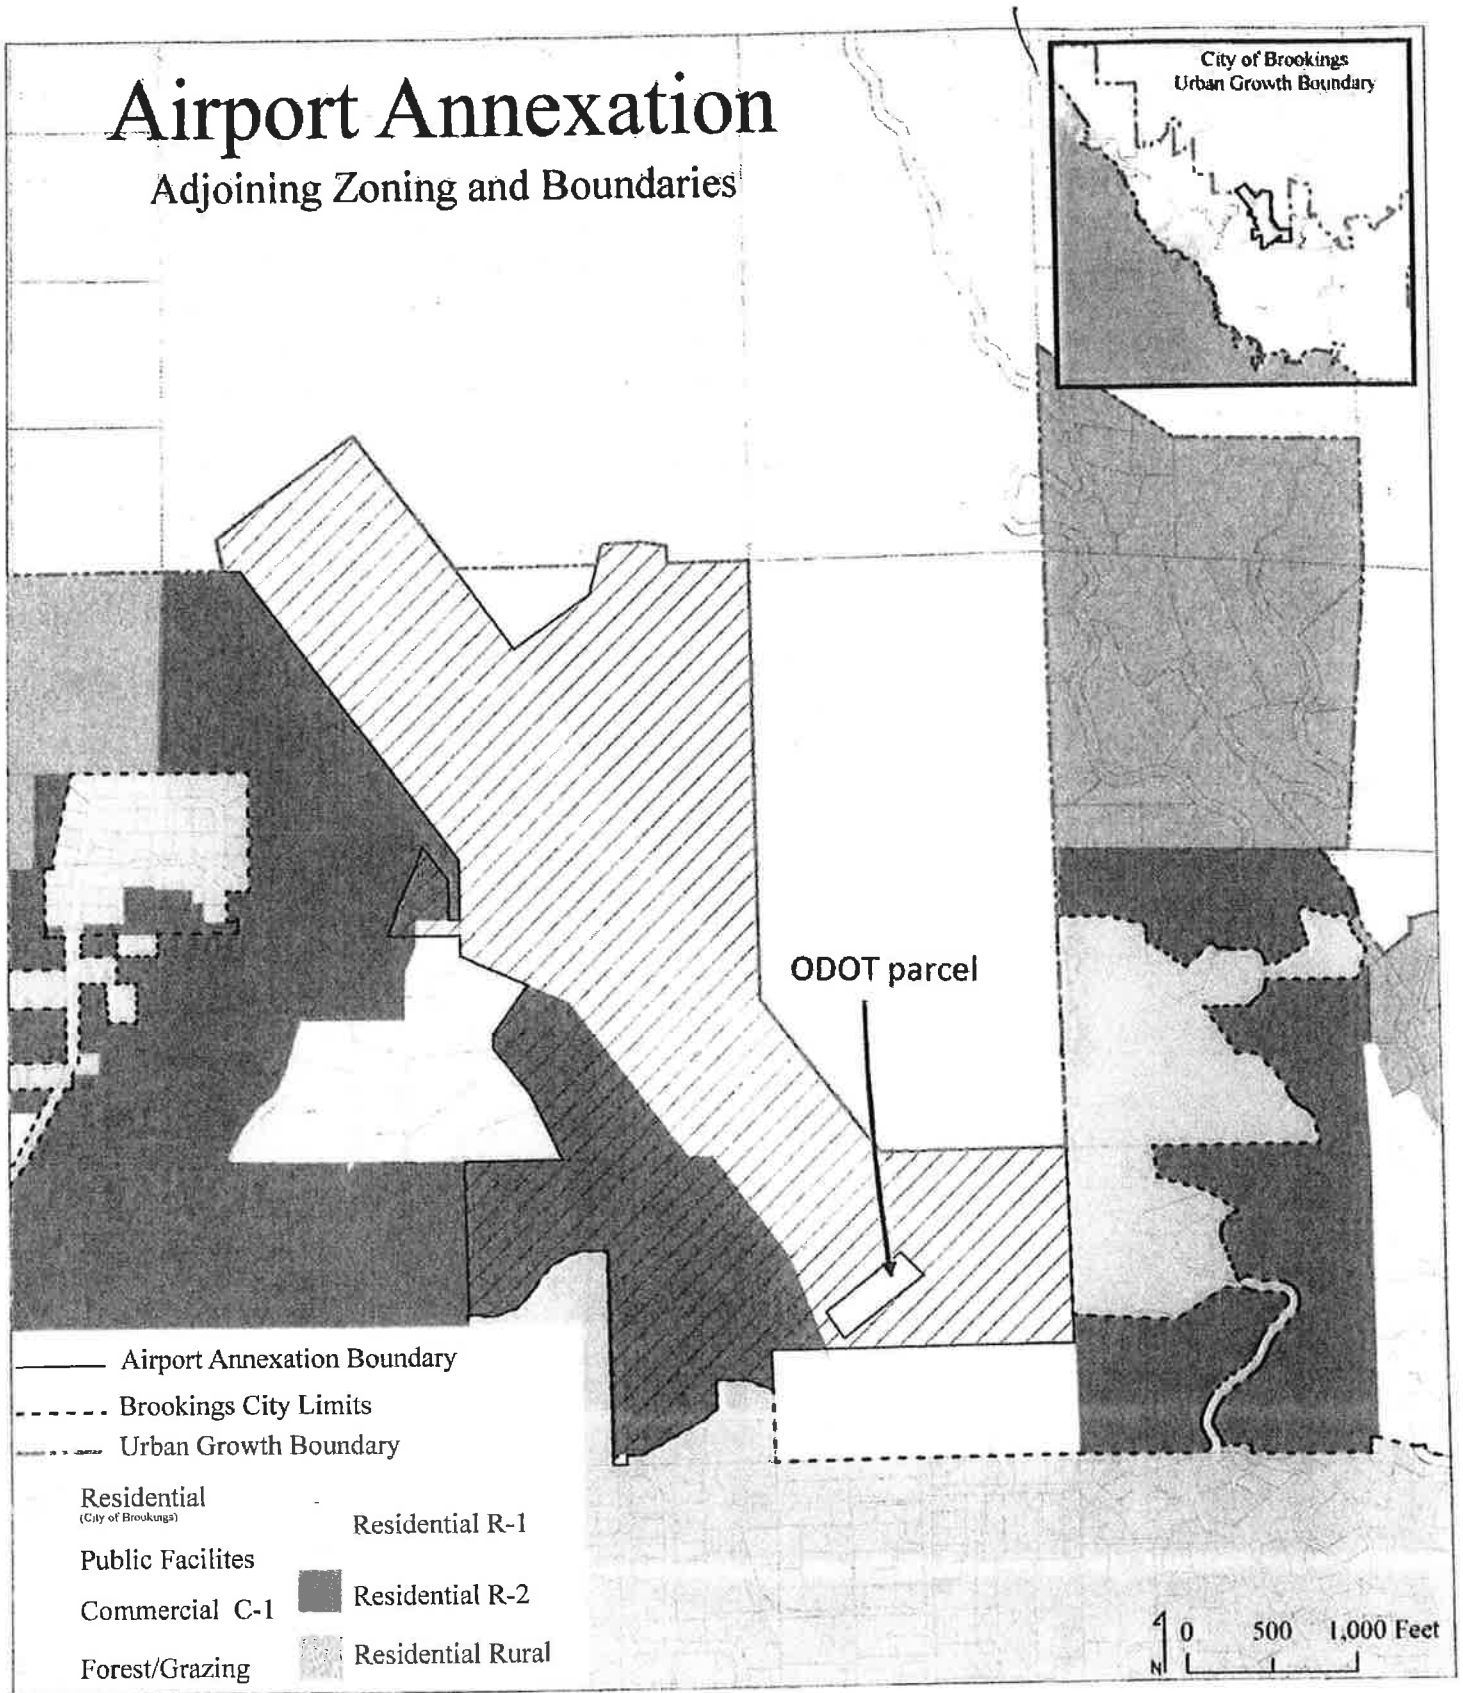 Airport Annexation
Adjoining Zoning and Boundaries
City of Brookings
Urban Growth Boundary
ODOT parcel
Airport Annexation Boundary
Brookings City Limits
Urban Growth Boundary
Residential
(City of Brookings)
Public Facilites
Commercial C-1
Forest/Grazing
Residential R-1
Residential R-2
Residential Rural
N
0 500 1,000 Feet